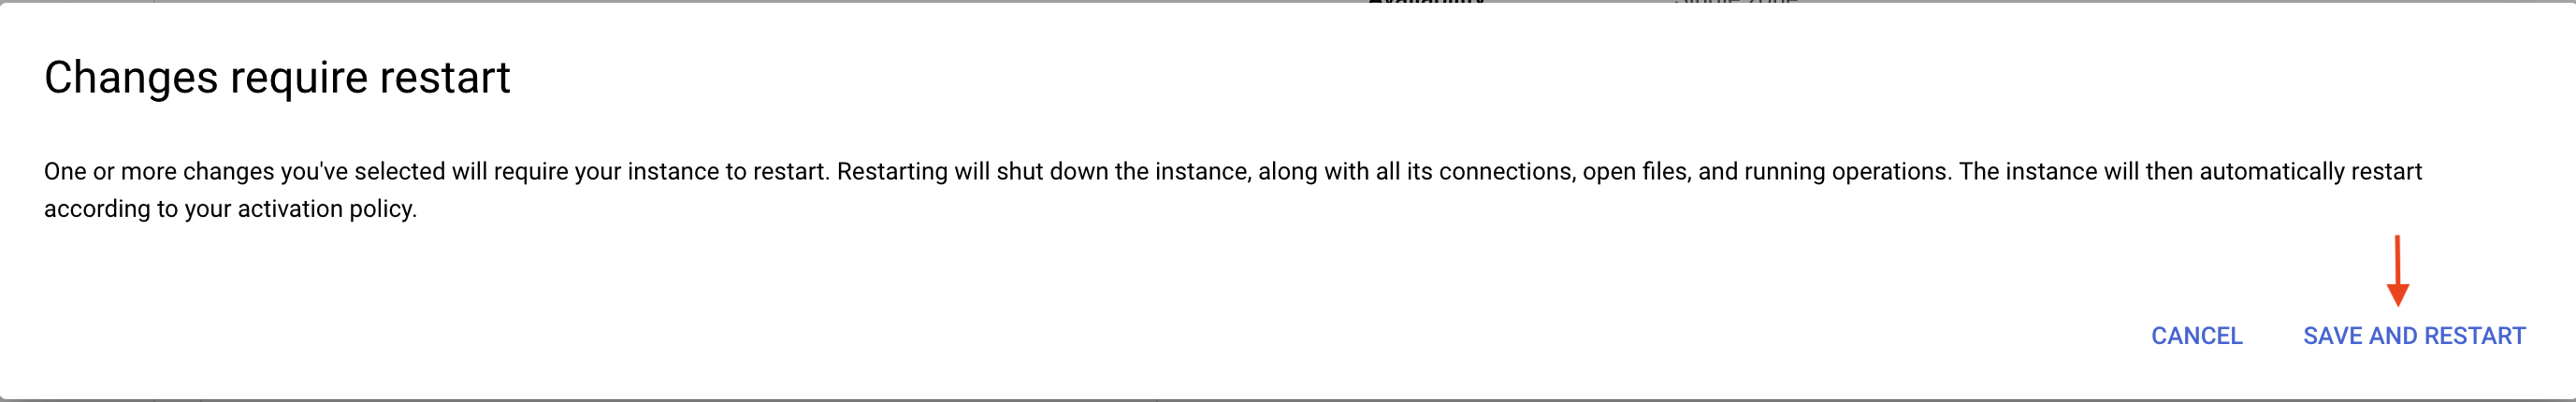 Changes require restart
One or more changes you've selected will require your instance to restart. Restarting will shut down the instance, along with all its connections, open files, and running operations. The instance will then automatically restart
according to your activation policy.
CANCEL SAVE AND RESTART